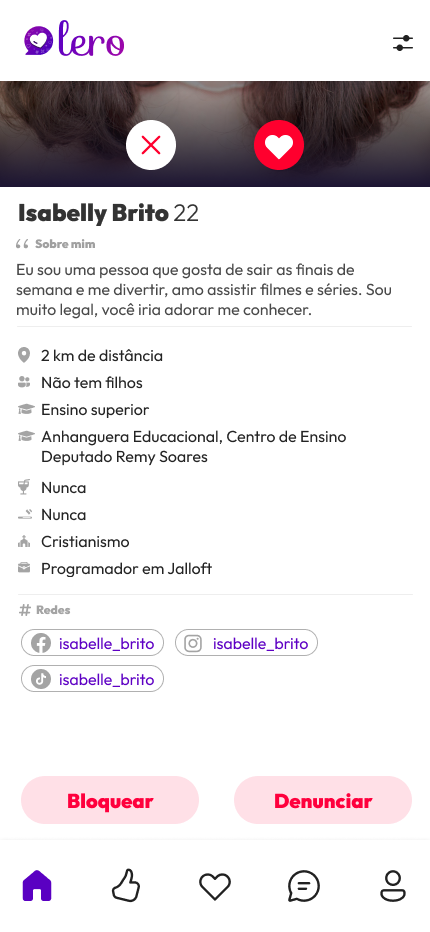 lero
Isabelly Brito 22
Sobre mim
Eu sou uma pessoa que gosta de sair as finais de
semana e me divertir, amo assistir filmes e séries. Sou
muito legal, você iria adorar me conhecer.
2 km de distância
Não tem filhos
Ensino superior
Anhanguera Educacional, Centro de Ensino
Deputado Remy Soares
Nunca
Nunca
Cristianismo
Programador em Jalloft
# Redes
isabelle_brito isabelle_brito
isabelle_brito
Bloquear Denunciar